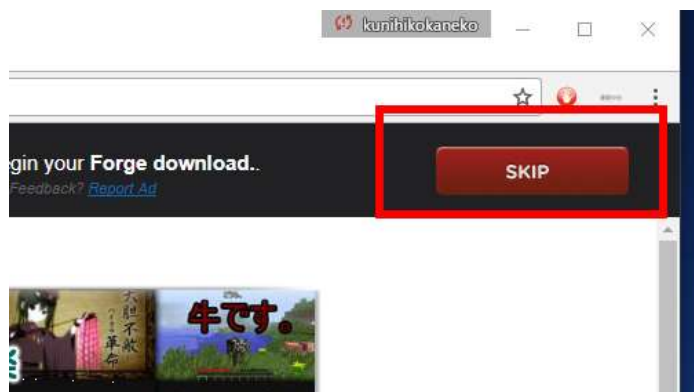 kunihikokaneko
gin your Forge download..
Feedback? Report Ad
SKIP
大胆不敵
革命
牛です。